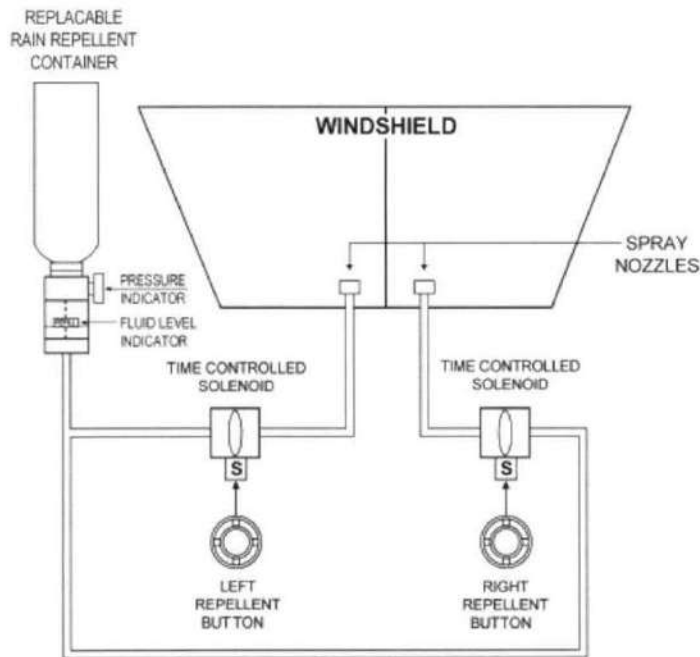 REPLACABLE
RAIN REPELLENT
CONTAINER
WINDSHIELD
SPRAY
NOZZLES
PRESSURE
INDICATOR
FLUID LEVEL
INDICATOR
TIME CONTROLLED
SOLENOID
TIME CONTROLLED
SOLENOID
S
S
LEFT
REPELLENT
BUTTON
RIGHT
REPELLENT
BUTTON